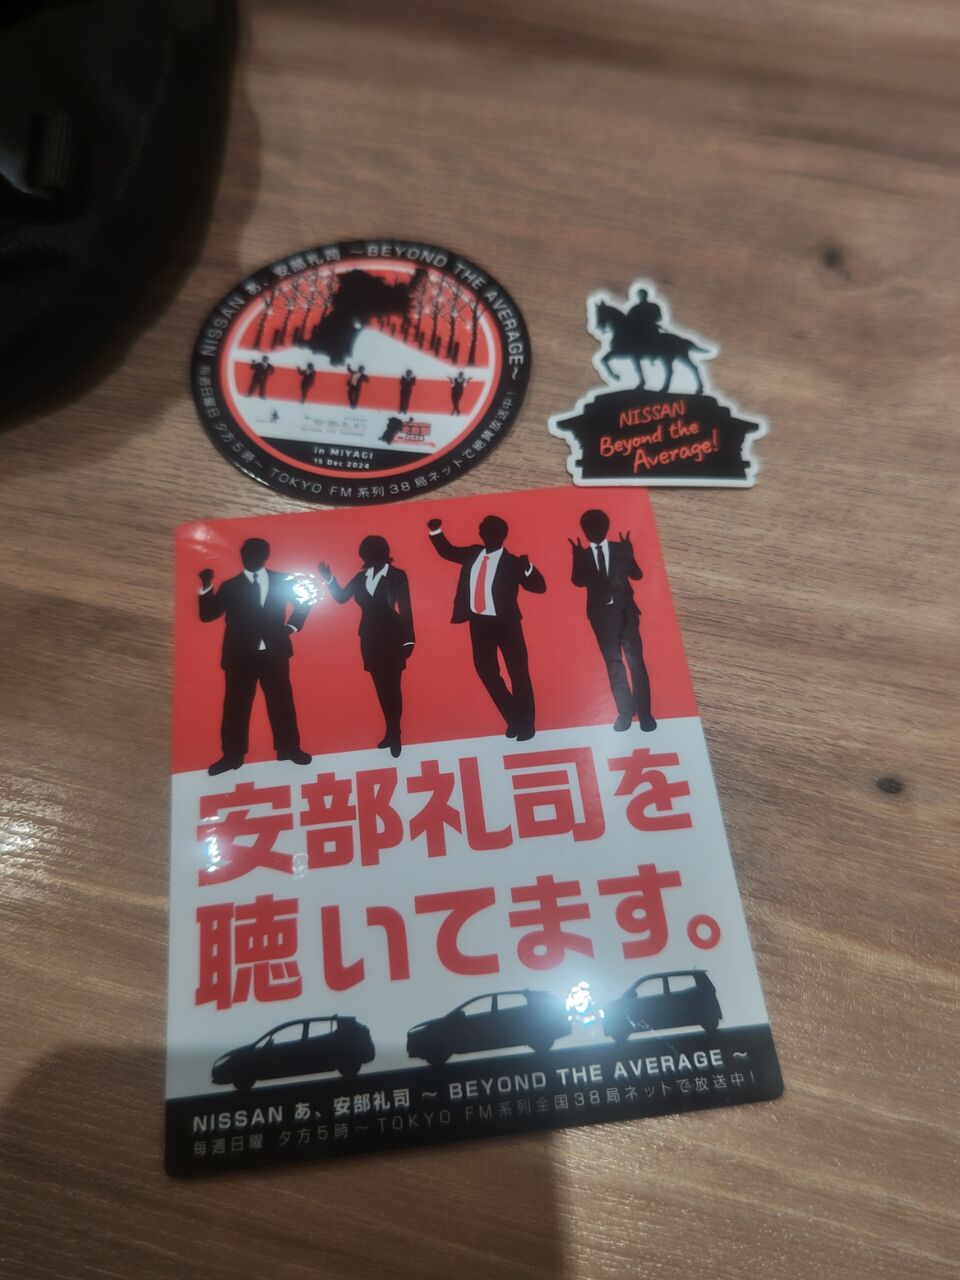 NISSAN あ、安部礼司 ～BEYOND THE AVERAGE～
in MIYAGI
15 Dec 2024
2024
毎週日曜日 夕方5時～ TOKYO FM系列38局ネットで絶賛放送中!
NISSAN
Beyond the
Average!
安部礼司を
聴いてます。
NISSAN あ、安部礼司 ～ BEYOND THE AVERAGE ～
毎週日曜 夕方5時～TOKYO FM系列全国38局ネットで放送中!